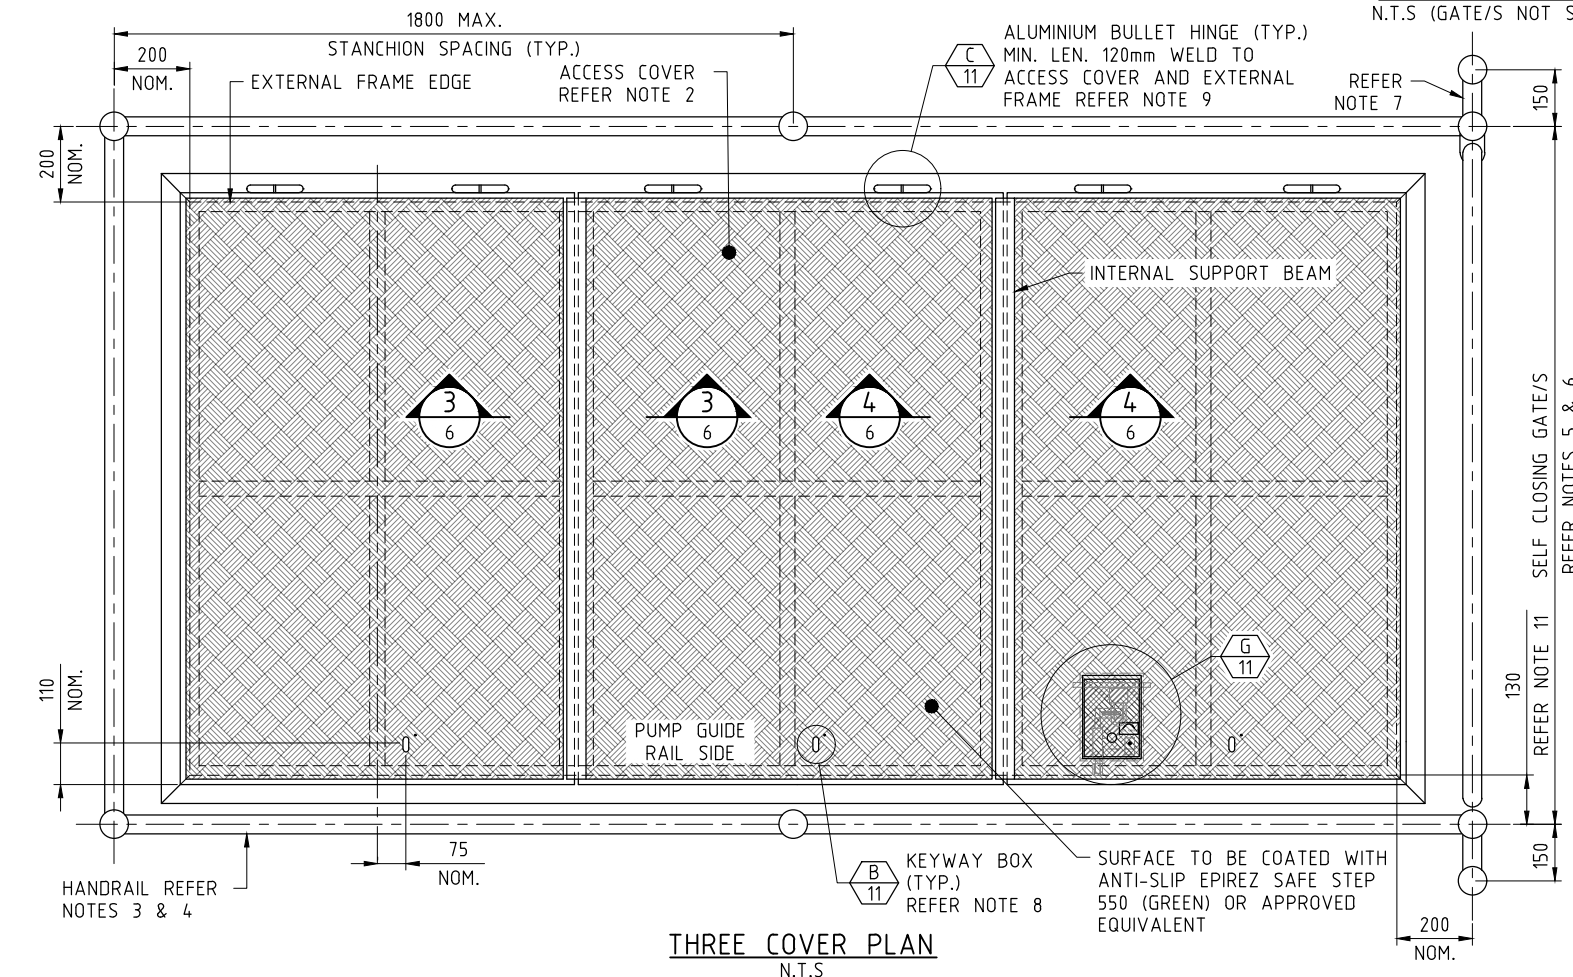 1800 MAX.
STANCHION SPACING (TYP.)
200
NOM.
EXTERNAL FRAME EDGE
ACCESS COVER
REFER NOTE 2
C
11
ALUMINIUM BULLET HINGE (TYP.)
MIN. LEN. 120mm WELD TO
ACCESS COVER AND EXTERNAL
FRAME REFER NOTE 9
N.T.S (GATE/S NOT S
REFER
NOTE 7
150
200
NOM.
INTERNAL SUPPORT BEAM
3
6
3
6
4
6
4
6
SELF CLOSING GATE/S
REFER NOTES 5 & 6
G
11
130
REFER NOTE 11
110
NOM.
PUMP GUIDE
RAIL SIDE
75
NOM.
HANDRAIL REFER
NOTES 3 & 4
B
11
KEYWAY BOX
(TYP.)
REFER NOTE 8
SURFACE TO BE COATED WITH
ANTI-SLIP EPIREZ SAFE STEP
550 (GREEN) OR APPROVED
EQUIVALENT
150
200
NOM.
THREE COVER PLAN
N.T.S